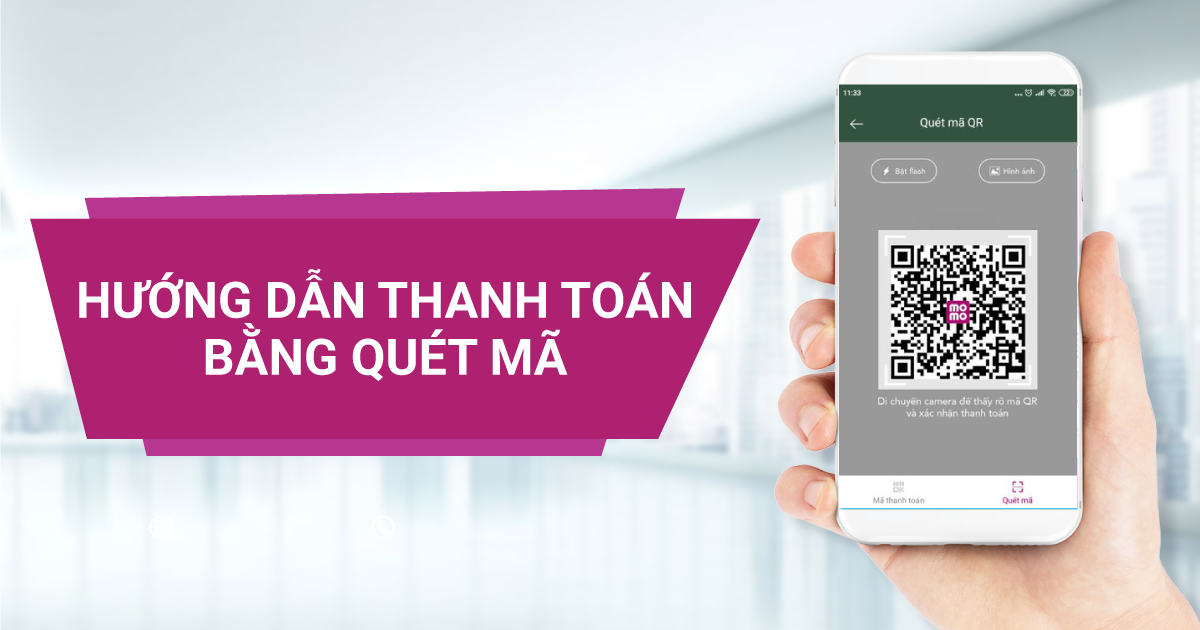 HƯỚNG DẪN THANH TOÁN
BẰNG QUÉT MÃ
11:33
Quét mã QR
Bật flash
Hình ảnh
mo
mo
Di chuyển camera để thấy rõ mã QR
và xác nhận thanh toán
Mã thanh toán
Quét mã